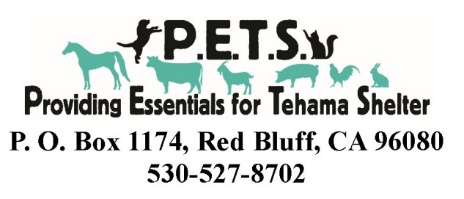 P.E.T.S.
Providing Essentials for Tehama Shelter
P. O. Box 1174, Red Bluff, CA 96080
530-527-8702